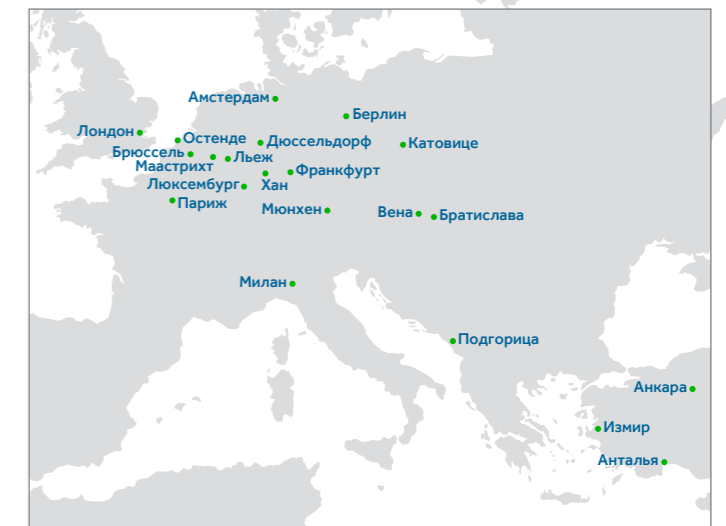 Амстердам
Берлин
Лондон
Остенде
Дюссельдорф
Катовице
Брюссель
Льеж
Маастрихт
Франкфурт
Люксембург
Хан
Париж
Мюнхен
Вена
Братислава
Милан
Подгорица
Анкара
Измир
Анталья